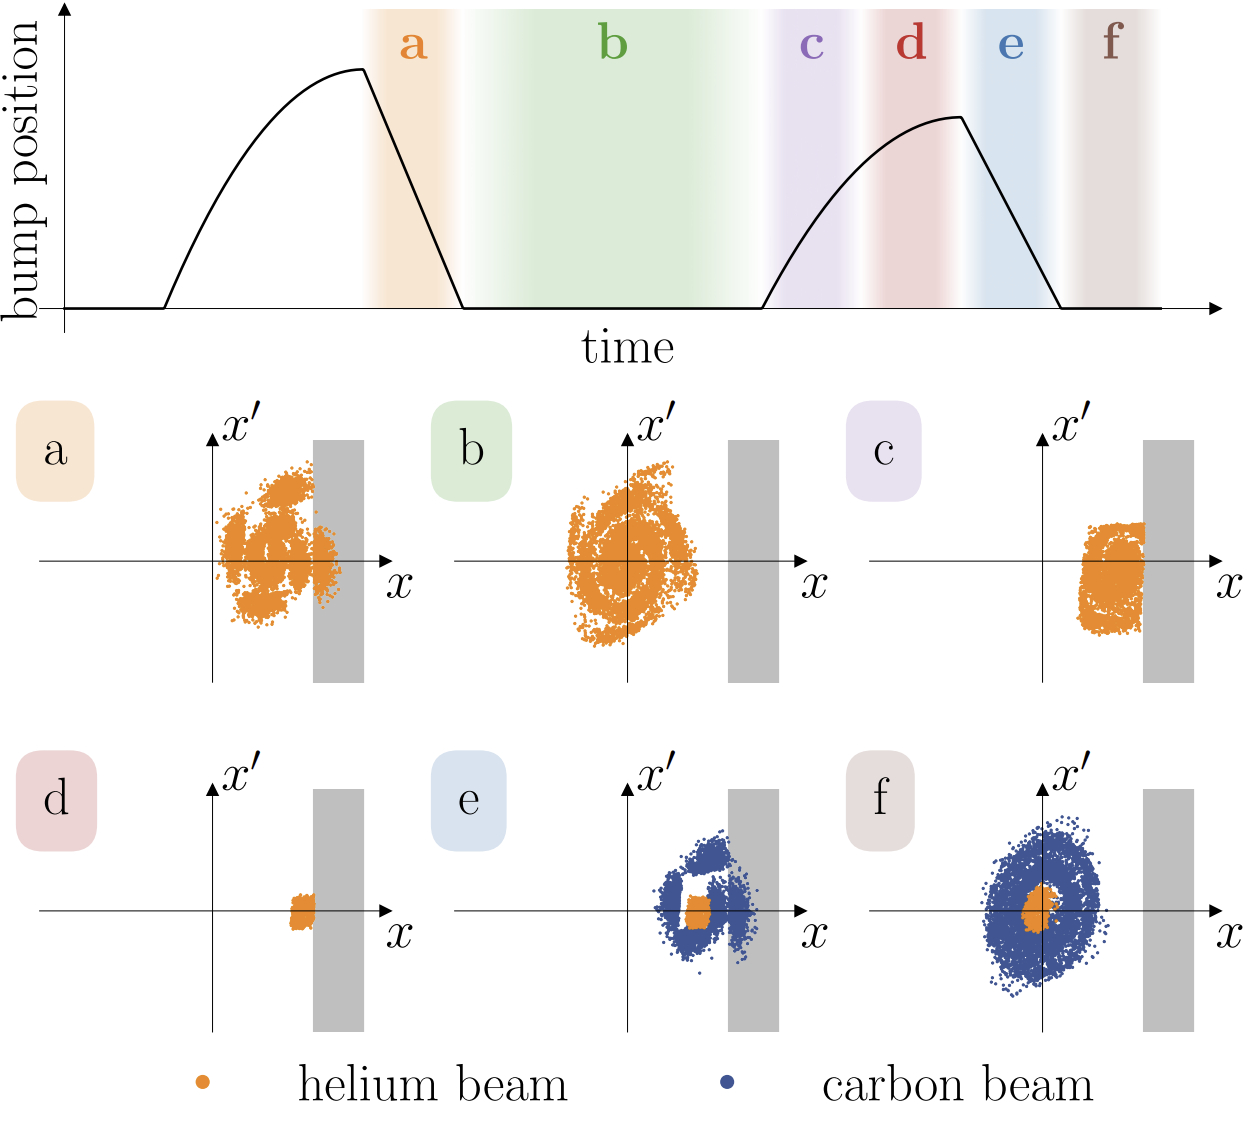 bump position
a b c d e f
time
a x′ b x′ c x′
x x x
d x′ e x′ f x′
x x x
helium beam carbon beam